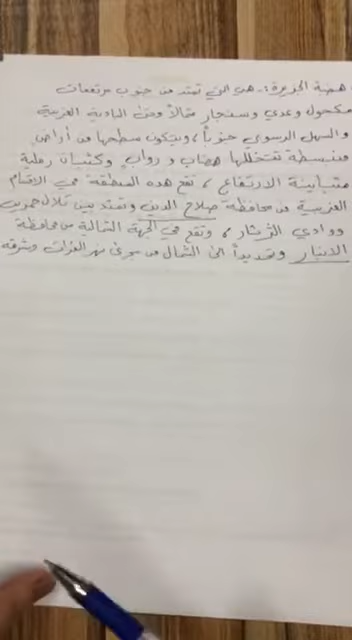 هضبة الجزيرة :- هي التي تمتد من جنوب مرتفعات
مكحول وعدي وسنجار شمالاً وحتى البادية الغربية
والسهل الرسوبي جنوباً، ويتكون سطحها من أراضي
منبسطة تتخللها هضاب و روابي وكثبان رملية
متباينة الارتفاع، تقع هذه المنطقة في الاقسام
الغربية من محافظة صلاح الدين وتمتد بين تلال حمرين
ووادي الثرثار، وتقع في الجهة الشمالية من محافظة
الانبار وتحديداً الى الشمال من مجرى نهر الفرات وشرقه